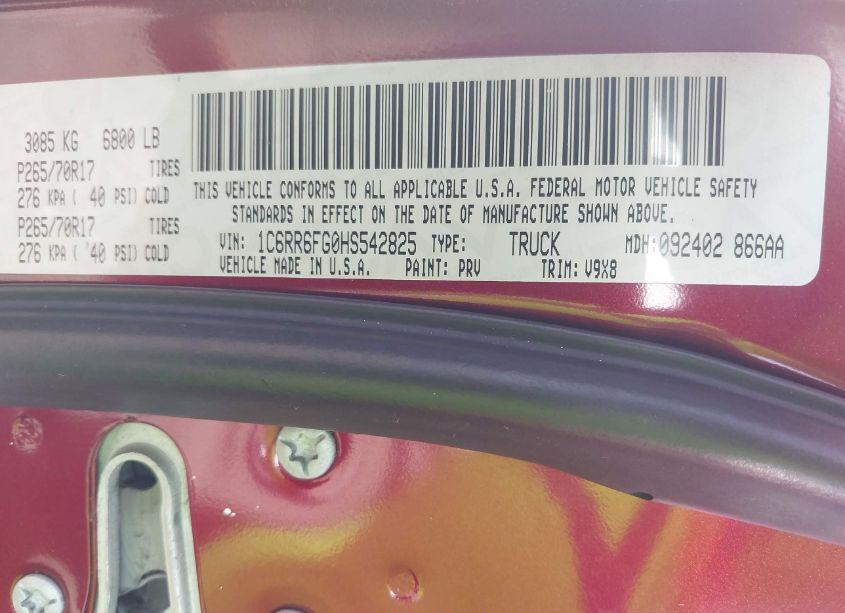 3085 KG 6800 LB
P265/70R17 TIRES
276 KPA ( 40 PSI) COLD
P265/70R17 TIRES
276 KPA ( 40 PSI) COLD
THIS VEHICLE CONFORMS TO ALL APPLICABLE U.S.A. FEDERAL MOTOR VEHICLE SAFETY
STANDARDS IN EFFECT ON THE DATE OF MANUFACTURE SHOWN ABOVE.
VIN: 1C6RR6FG0HS542825 TYPE: TRUCK MDH:092402 866AA
VEHICLE MADE IN U.S.A. PAINT: PRV TRIM: V9X8